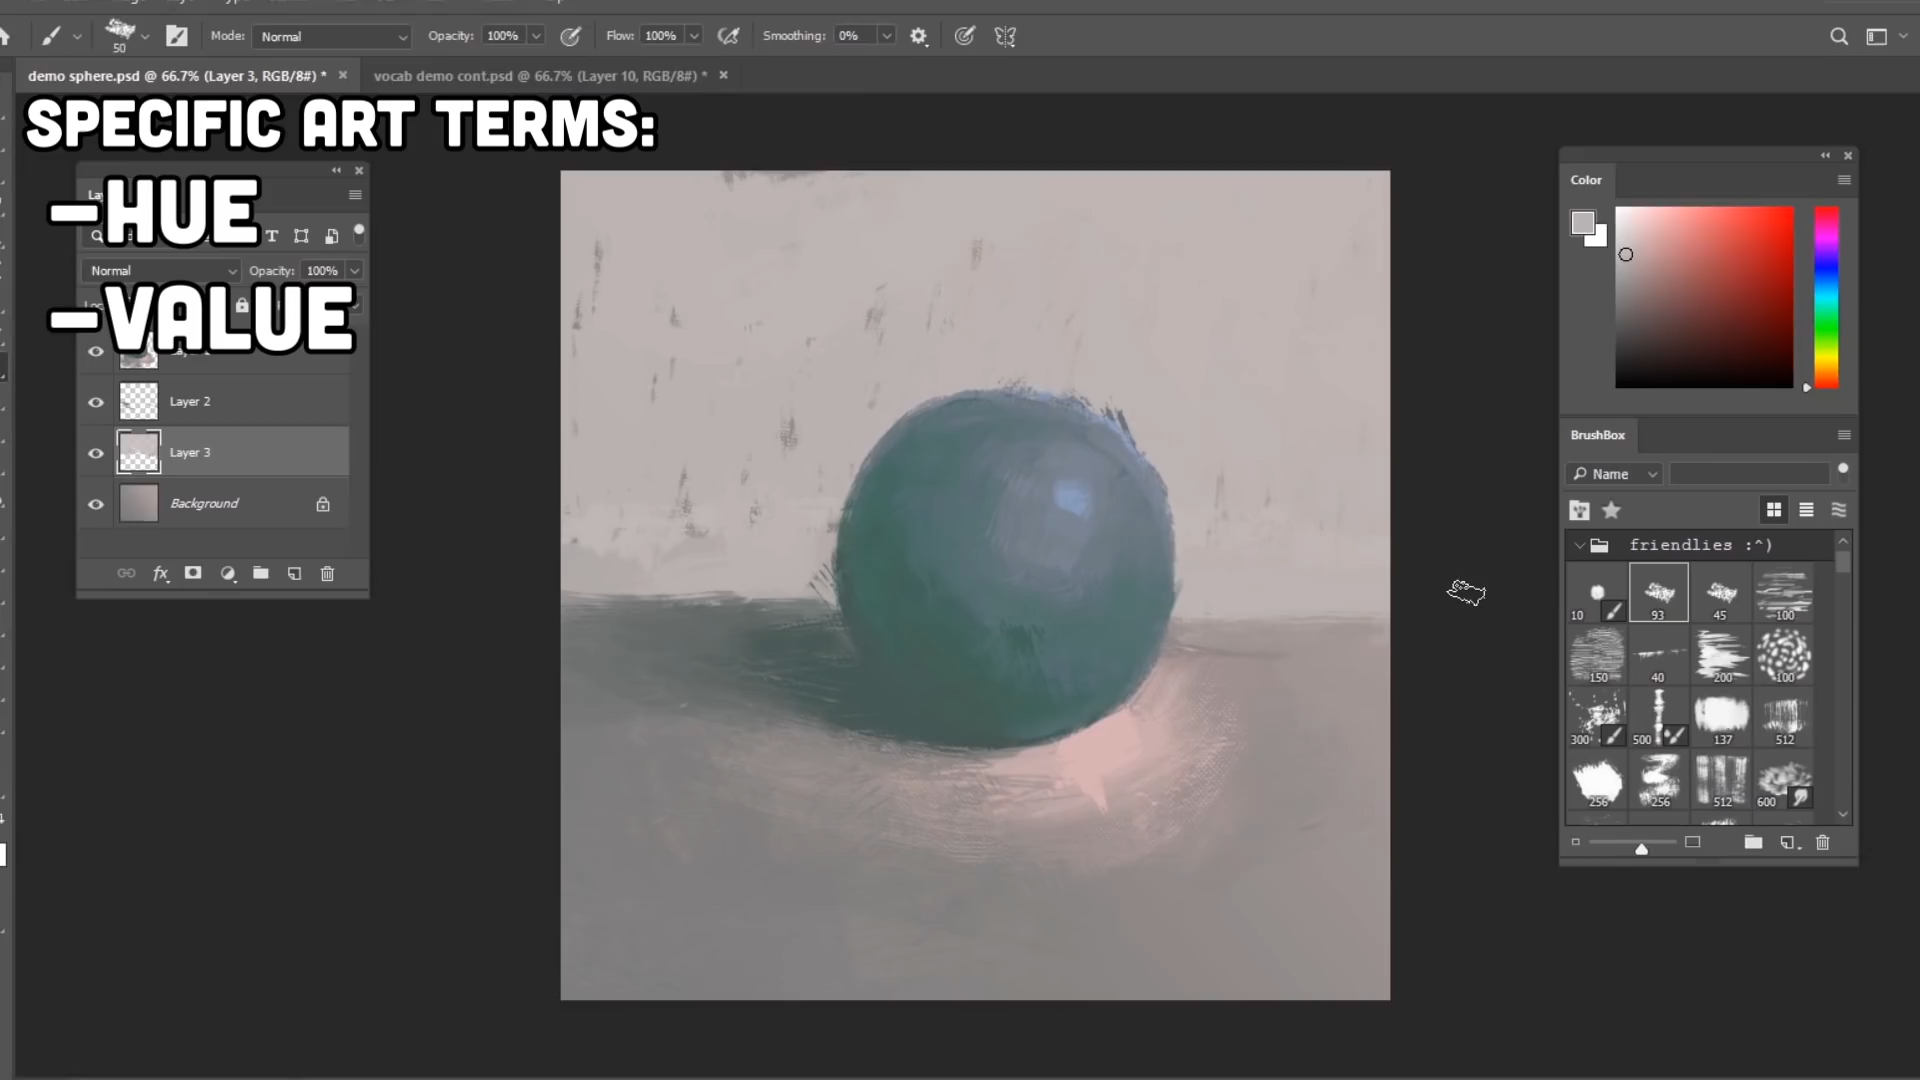 50
Mode:
Normal
Opacity:
100%
Flow:
100%
Smoothing:
0%
demo sphere.psd @ 66.7% (Layer 3, RGB/8#) *
vocab demo cont.psd @ 66.7% (Layer 10, RGB/8#) *
SPECIFIC ART TERMS:
-HUE
-VALUE
Normal
Opacity:
100%
Layer 2
Layer 3
Background
fx
Color
BrushBox
Name
friendlies :^)
10
93
45
100
150
40
200
100
300
500
137
512
256
256
512
600